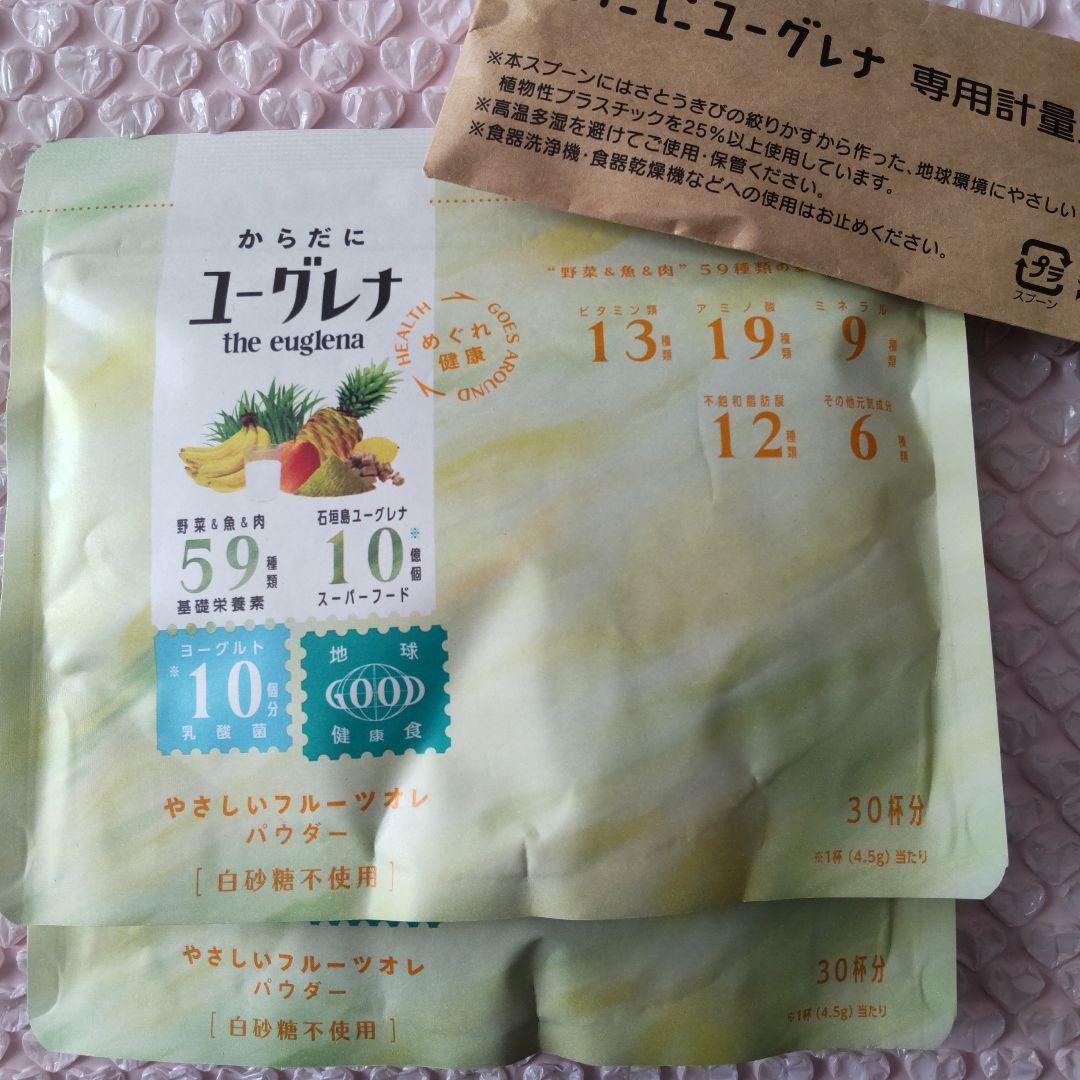 だにユーグレナ 専用計量
※本スプーンにはさとうきびの絞りかすから作った、地球環境にやさしい
植物性プラスチックを25%以上使用しています。
※高温多湿を避けてご使用・保管ください。
※食器洗浄機・食器乾燥機などへの使用はお止めください。
プラ
スプーン
からだに
ユーグレナ
the euglena
HEALTH GOES AROUND
めぐれ
健康
“野菜&魚&肉” 59種類の
ビタミン類
13種類
アミノ酸
19種類
ミネラル
9種類
不飽和脂肪酸
12種類
その他元気成分
6種類
野菜&魚&肉
59種類
基礎栄養素
石垣島ユーグレナ
10※億個
スーパーフード
ヨーグルト
※10個分
乳酸菌
地球
GOOD
健康食
やさしいフルーツオレ
パウダー
[白砂糖不使用]
30杯分
※1杯(4.5g)当たり
やさしいフルーツオレ
パウダー
[白砂糖不使用]
30杯分
※1杯(4.5g)当たり